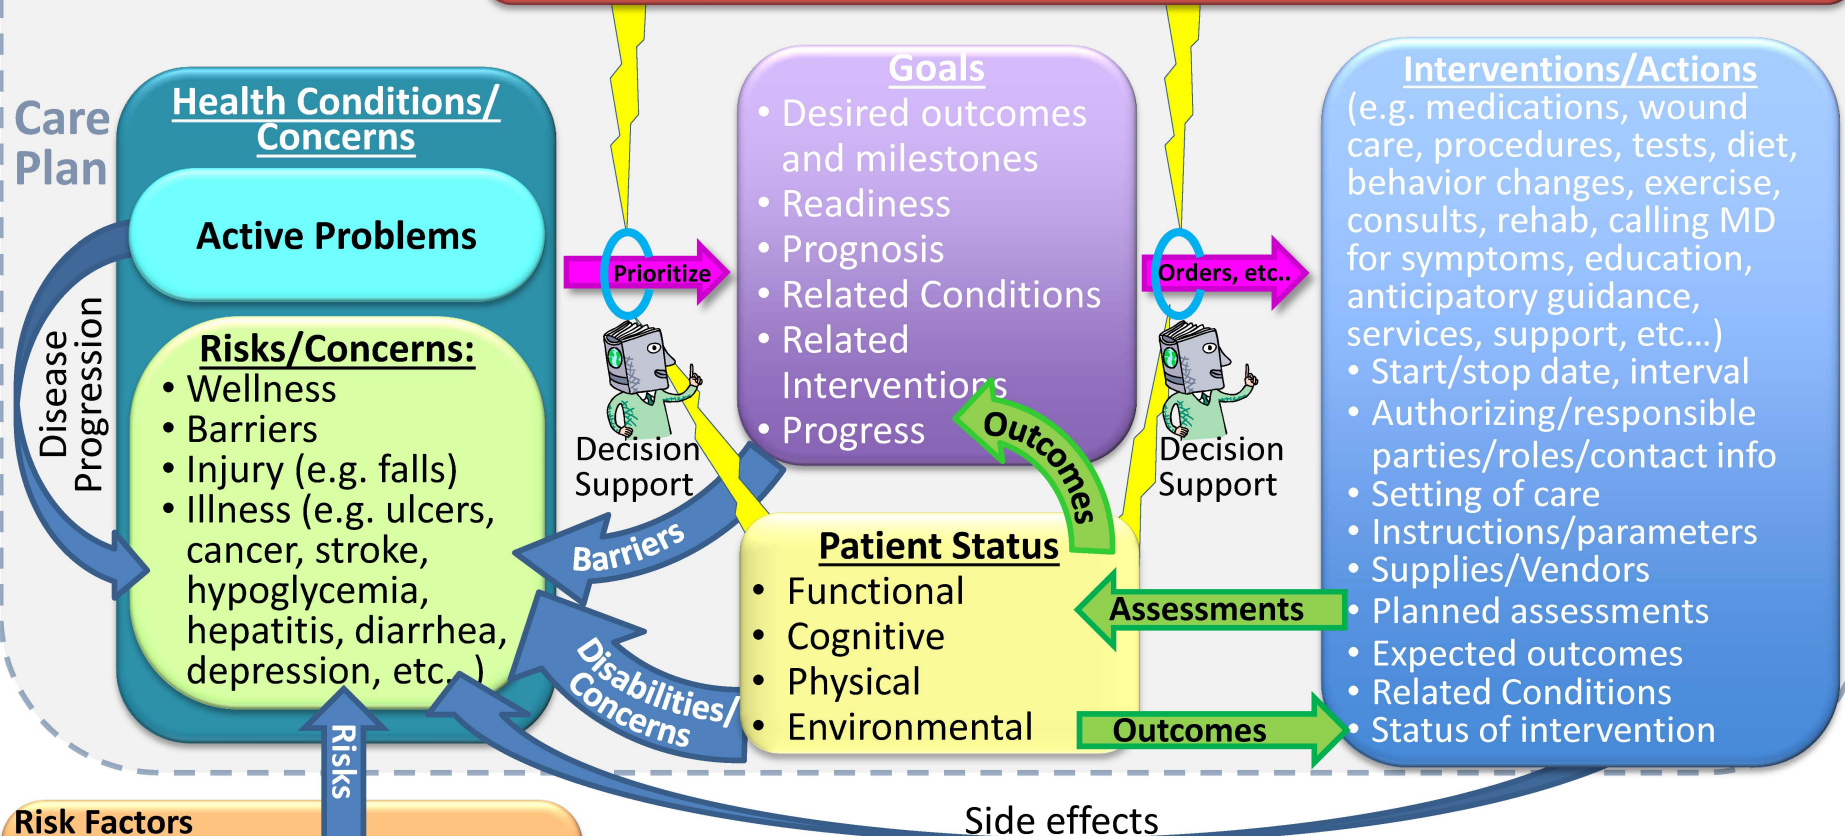 Care
Plan
Health Conditions/
Concerns
Active Problems
Disease
Progression
Risks/Concerns:
• Wellness
• Barriers
• Injury (e.g. falls)
• Illness (e.g. ulcers,
cancer, stroke,
hypoglycemia,
hepatitis, diarrhea,
depression, etc…)
Prioritize
Decision
Support
Goals
• Desired outcomes
and milestones
• Readiness
• Prognosis
• Related Conditions
• Related
Interventions
• Progress
Outcomes
Barriers
Disabilities/
Concerns
Patient Status
• Functional
• Cognitive
• Physical
• Environmental
Orders, etc..
Decision
Support
Assessments
Outcomes
Interventions/Actions
(e.g. medications, wound
care, procedures, tests, diet,
behavior changes, exercise,
consults, rehab, calling MD
for symptoms, education,
anticipatory guidance,
services, support, etc…)
• Start/stop date, interval
• Authorizing/responsible
parties/roles/contact info
• Setting of care
• Instructions/parameters
• Supplies/Vendors
• Planned assessments
• Expected outcomes
• Related Conditions
• Status of intervention
Risks
Side effects
Risk Factors